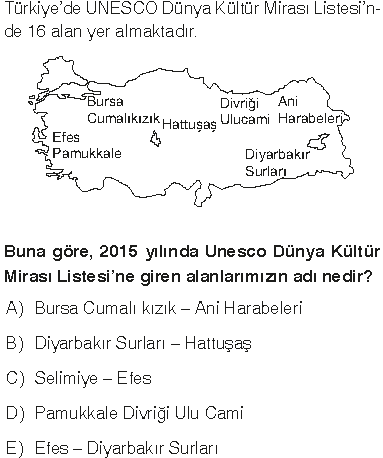 Türkiye'de UNESCO Dünya Kültür Mirası Listesi'n-
de 16 alan yer almaktadır.
Bursa
Cumalıkızık
Hattuşaş
Divriği
Ulucami
Ani
Harabeleri
Efes
Pamukkale
Diyarbakır
Surları
Buna göre, 2015 yılında Unesco Dünya Kültür
Mirası Listesi'ne giren alanlarımızın adı nedir?
A) Bursa Cumalı kızık – Ani Harabeleri
B) Diyarbakır Surları – Hattuşaş
C) Selimiye – Efes
D) Pamukkale Divriği Ulu Cami
E) Efes – Diyarbakır Surları